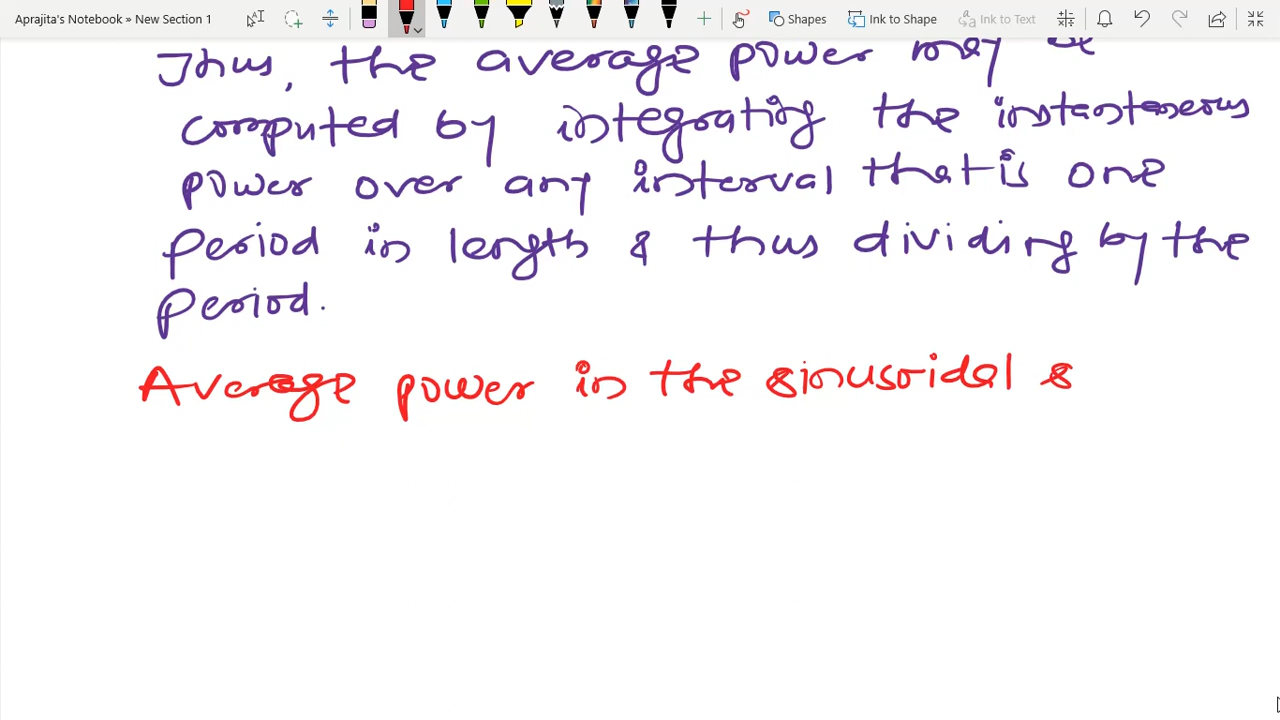 Aprajita's Notebook » New Section 1
Shapes
Ink to Shape
Ink to Text
Thus, the average power may be
computed by integrating the instantaneous
power over any interval that is one
period in length & thus dividing by the
period.
Average power in the sinusoidal s